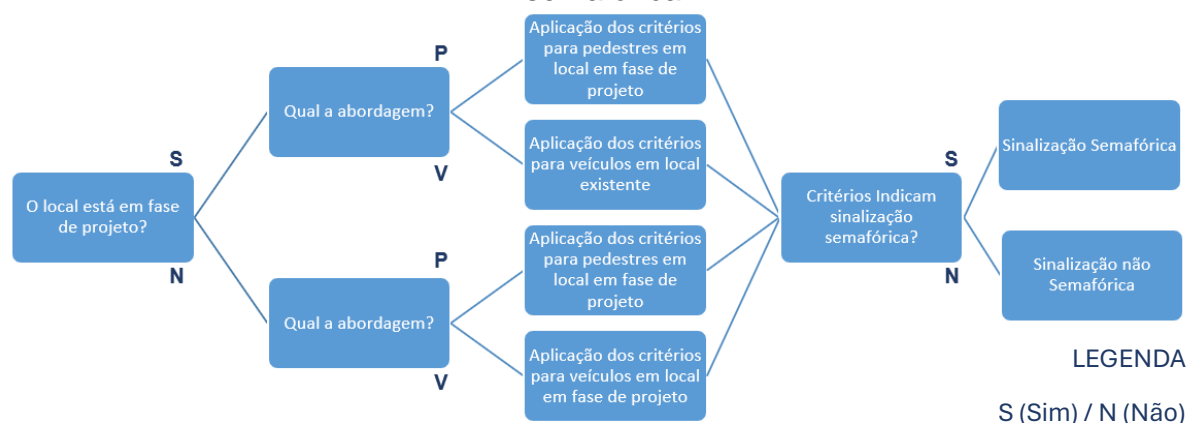 O local está em fase
de projeto?
S
N
Qual a abordagem?
P
V
Qual a abordagem?
P
V
Aplicação dos critérios
para pedestres em
local em fase de
projeto
Aplicação dos critérios
para veículos em local
existente
Aplicação dos critérios
para pedestres em
local em fase de
projeto
Aplicação dos critérios
para veículos em local
em fase de projeto
Critérios Indicam
sinalização
semafórica?
S
N
Sinalização Semafórica
Sinalização não
Semafórica
LEGENDA
S (Sim) / N (Não)